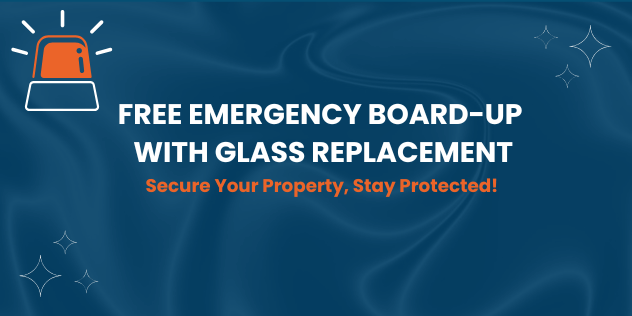 FREE EMERGENCY BOARD-UP
WITH GLASS REPLACEMENT
Secure Your Property, Stay Protected!